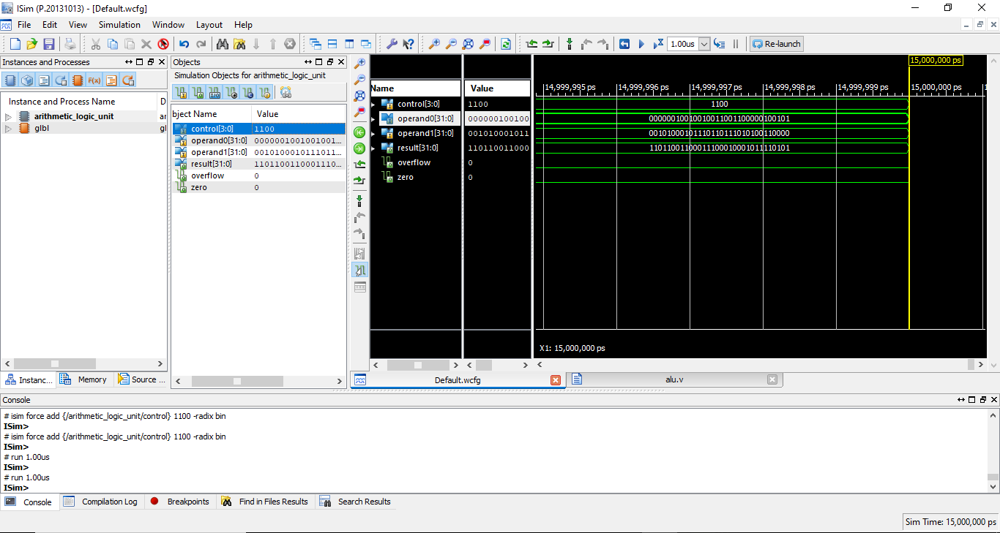 ISim (P.20131013) - [Default.wcfg]
File Edit View Simulation Window Layout Help
1.00us
Re-launch
Instances and Processes
Instance and Process Name D
arithmetic_logic_unit ar
glbl gl
Instanc... Memory Source ...
Objects
Simulation Objects for arithmetic_logic_unit
bject Name Value
control[3:0] 1100
operand0[31:0] 0000001001001001...
operand1[31:0] 0010100010111011...
result[31:0] 1101100110001110...
overflow 0
zero 0
Name Value
control[3:0] 1100
operand0[31:0] 000000100100
operand1[31:0] 001010001011
result[31:0] 110110011000
overflow 0
zero 0
15,000,000 ps
14,999,995 ps 14,999,996 ps 14,999,997 ps 14,999,998 ps 14,999,999 ps 15,000,000 ps 1
1100
00000010010010011001100000100101
00101000101110110111010100110000
11011001100011100010001011110101
X1: 15,000,000 ps
Default.wcfg alu.v
Console
# isim force add {/arithmetic_logic_unit/control} 1100 -radix bin
ISim>
# isim force add {/arithmetic_logic_unit/control} 1100 -radix bin
ISim>
# run 1.00us
ISim>
# run 1.00us
ISim>
Console Compilation Log Breakpoints Find in Files Results Search Results
Sim Time: 15,000,000 ps